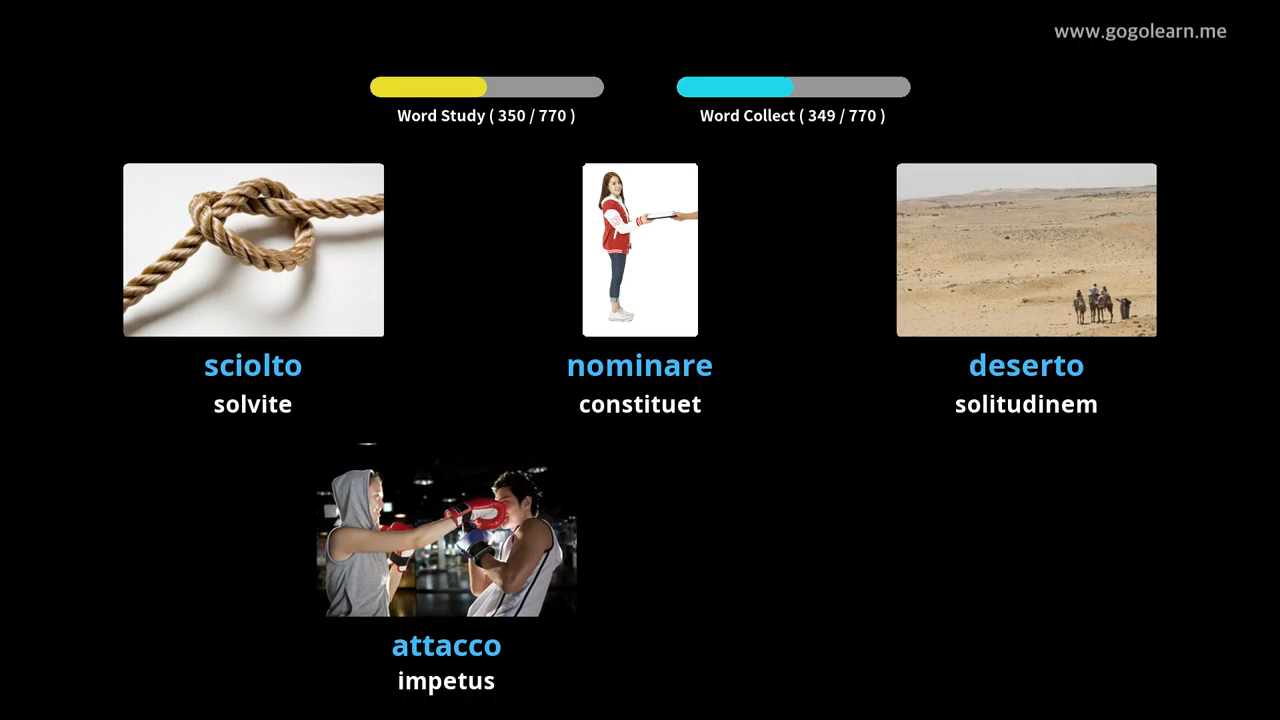 www.gogolearn.me
Word Study ( 350 / 770 )
Word Collect ( 349 / 770 )
sciolto
solvite
nominare
constituet
deserto
solitudinem
attacco
impetus